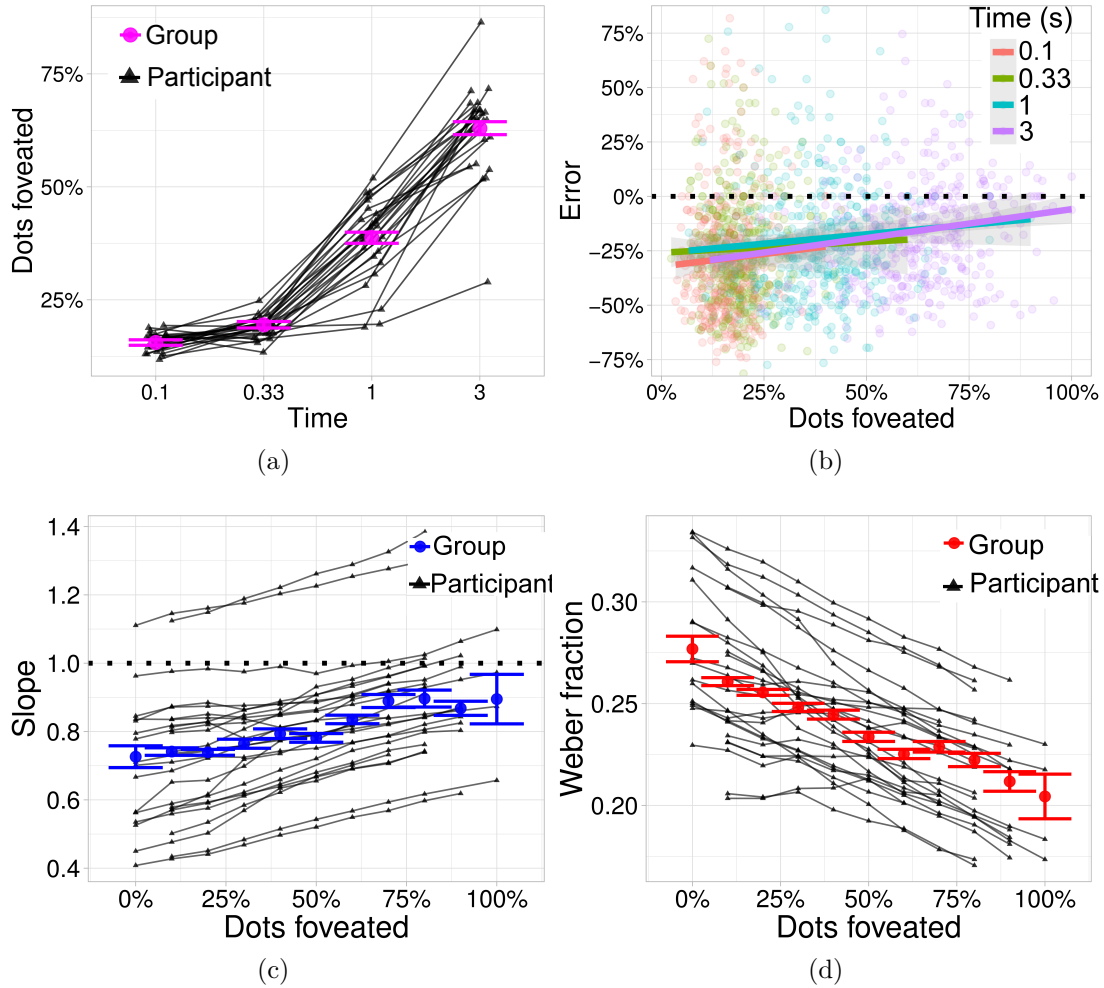 Group
Participant
75%
50%
25%
Dots foveated
0.1
0.33
1
3
Time
(a)
Time (s)
0.1
0.33
1
3
75%
50%
25%
0%
−25%
−50%
−75%
Error
0%
25%
50%
75%
100%
Dots foveated
(b)
Group
Participant
1.4
1.2
1.0
0.8
0.6
0.4
Slope
0%
25%
50%
75%
100%
Dots foveated
(c)
Group
Participant
0.30
0.25
0.20
Weber fraction
0%
25%
50%
75%
100%
Dots foveated
(d)